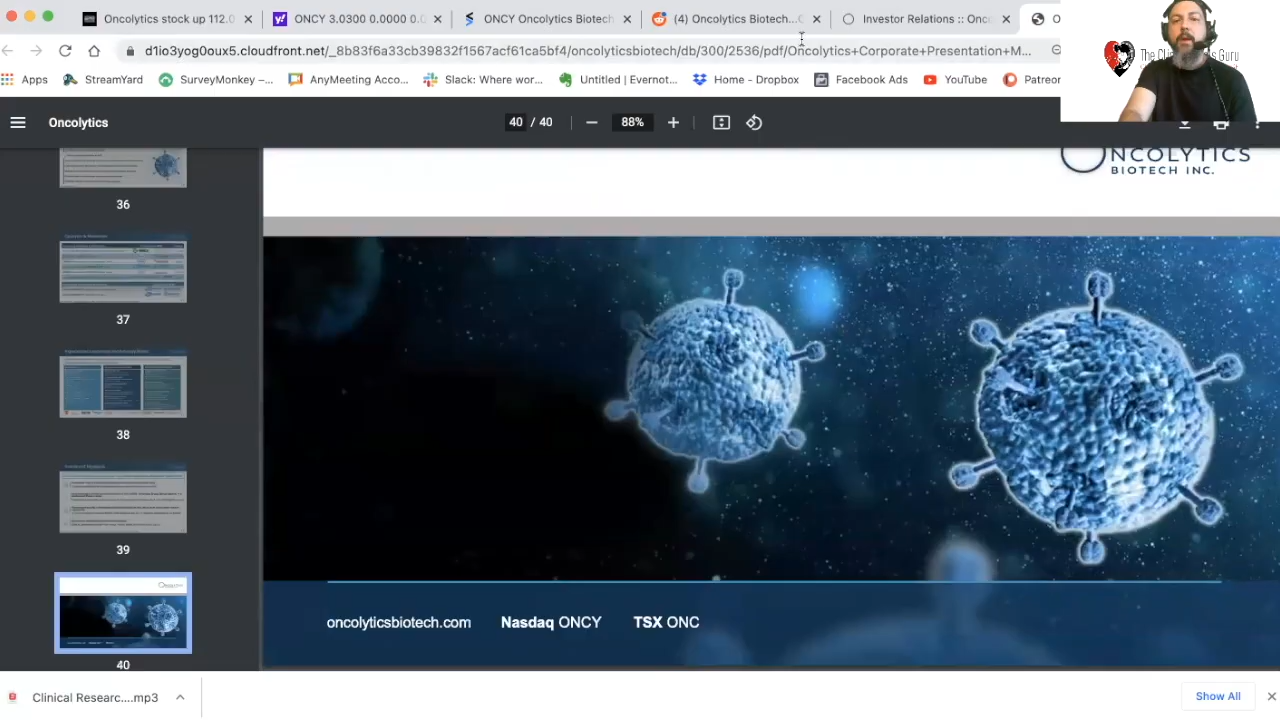 Oncolytics stock up 112.0
ONCY 3.0300 0.0000 0.0
ONCY Oncolytics Biotech
(4) Oncolytics Biotech...
Investor Relations :: Onc
d1io3yog0oux5.cloudfront.net/_8b83f6a33cb39832f1567acf61ca5bf4/oncolyticsbiotech/db/300/2536/pdf/Oncolytics+Corporate+Presentation+M...
Apps
StreamYard
SurveyMonkey –...
AnyMeeting Acco...
Slack: Where wor...
Untitled | Evernot...
Home - Dropbox
Facebook Ads
YouTube
Patreon
Oncolytics
40 / 40
88%
ONCOLYTICS
BIOTECH INC.
36
37
38
39
40
oncolyticsbiotech.com Nasdaq ONCY TSX ONC
Clinical Researc....mp3
Show All